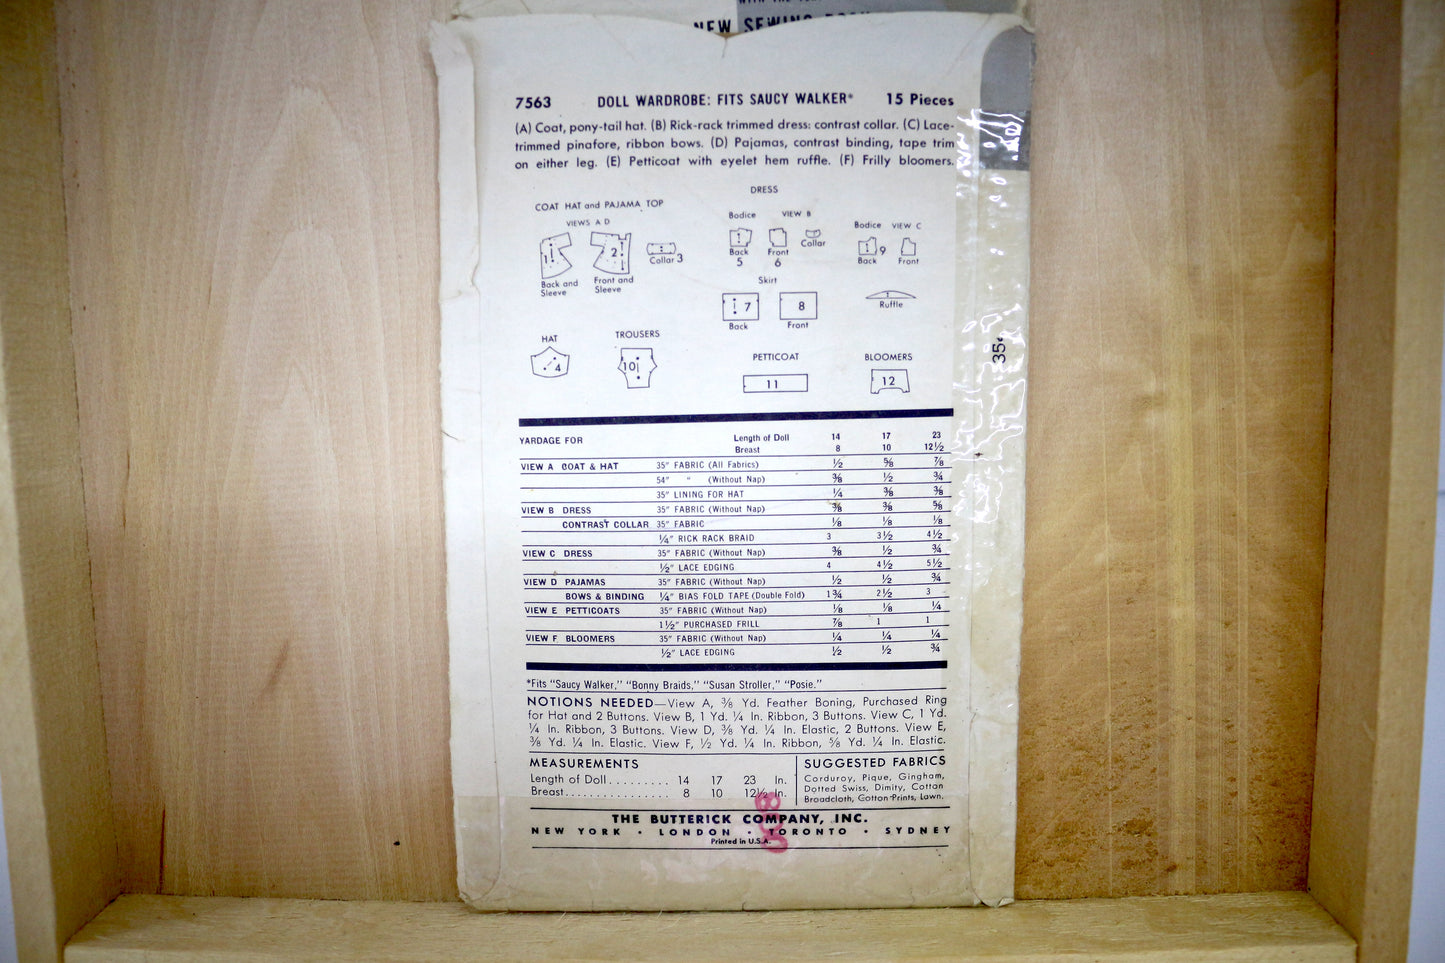 NEW SEWING
7563 DOLL WARDROBE: FITS SAUCY WALKER* 15 Pieces
(A) Coat, pony-tail hat. (B) Rick-rack trimmed dress: contrast collar. (C) Lace-
trimmed pinafore, ribbon bows. (D) Pajamas, contrast binding, tape trim
on either leg. (E) Petticoat with eyelet hem ruffle. (F) Frilly bloomers.
DRESS
COAT HAT and PAJAMA TOP
VIEWS A D
Bodice VIEW B
Bodice VIEW C
1
2
Collar 3
Back and Sleeve
Front and Sleeve
Back
5
Front
6
Collar
9
Back
Front
Skirt
7
Back
8
Front
Ruffle
HAT
4
TROUSERS
10
PETTICOAT
11
BLOOMERS
12
35¢
YARDAGE FOR Length of Doll 14 17 23
Breast 8 10 12½
VIEW A COAT & HAT 35" FABRIC (All Fabrics) ½ ⅝ ⅞
54" " (Without Nap) ⅜ ½ ¾
35" LINING FOR HAT ¼ ⅜ ⅜
VIEW B DRESS 35" FABRIC (Without Nap) ⅜ ⅜ ⅝
CONTRAST COLLAR 35" FABRIC ⅛ ⅛ ⅛
¼" RICK RACK BRAID 3 3½ 4½
VIEW C DRESS 35" FABRIC (Without Nap) ⅜ ½ ¾
½" LACE EDGING 4 4½ 5½
VIEW D PAJAMAS 35" FABRIC (Without Nap) ½ ½ ¾
BOWS & BINDING ¼" BIAS FOLD TAPE (Double Fold) 1¾ 2½ 3
VIEW E PETTICOATS 35" FABRIC (Without Nap) ⅛ ⅛ ¼
1½" PURCHASED FRILL ⅞ 1 1
VIEW F BLOOMERS 35" FABRIC (Without Nap) ¼ ¼ ¼
½" LACE EDGING ½ ½ ¾
*Fits "Saucy Walker," "Bonny Braids," "Susan Stroller," "Posie."
NOTIONS NEEDED—View A, ⅜ Yd. Feather Boning, Purchased Ring
for Hat and 2 Buttons. View B, 1 Yd. ¼ In. Ribbon, 3 Buttons. View C, 1 Yd.
¼ In. Ribbon, 3 Buttons. View D, ⅜ Yd. ¼ In. Elastic, 2 Buttons. View E,
⅜ Yd. ¼ In. Elastic. View F, ½ Yd. ¼ In. Ribbon, ⅝ Yd. ¼ In. Elastic.
MEASUREMENTS
Length of Doll......... 14 17 23 In.
Breast................ 8 10 12½ In.
SUGGESTED FABRICS
Corduroy, Pique, Gingham,
Dotted Swiss, Dimity, Cotton
Broadcloth, Cotton Prints, Lawn.
THE BUTTERICK COMPANY, INC.
NEW YORK • LONDON • TORONTO • SYDNEY
Printed in U.S.A.